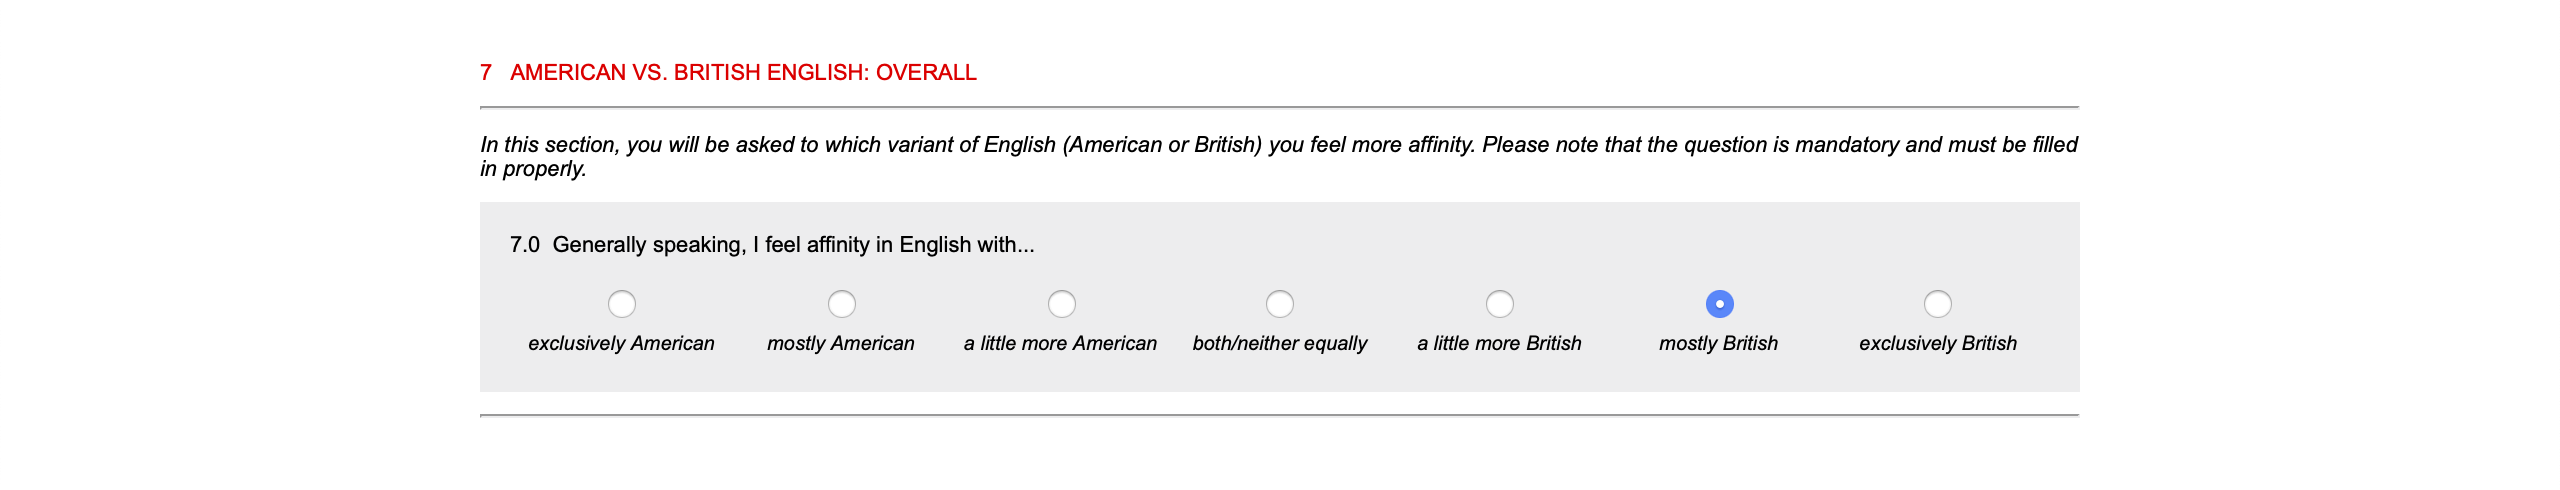 7 AMERICAN VS. BRITISH ENGLISH: OVERALL
In this section, you will be asked to which variant of English (American or British) you feel more affinity. Please note that the question is mandatory and must be filled
in properly.
7.0 Generally speaking, I feel affinity in English with...
exclusively American mostly American a little more American both/neither equally a little more British mostly British exclusively British